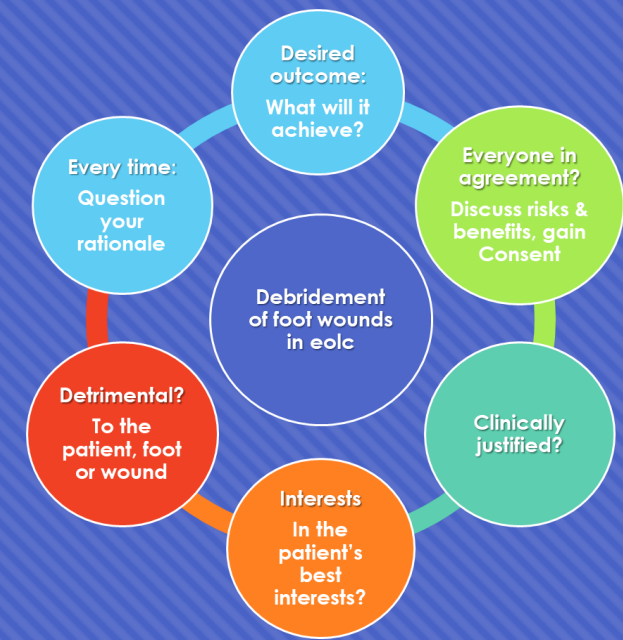 Desired
outcome:
What will it
achieve?
Everyone in
agreement?
Discuss risks &
benefits, gain
Consent
Clinically
justified?
Interests
In the
patient's
best
interests?
Detrimental?
To the
patient, foot
or wound
Every time:
Question
your
rationale
Debridement
of foot wounds
in eolc